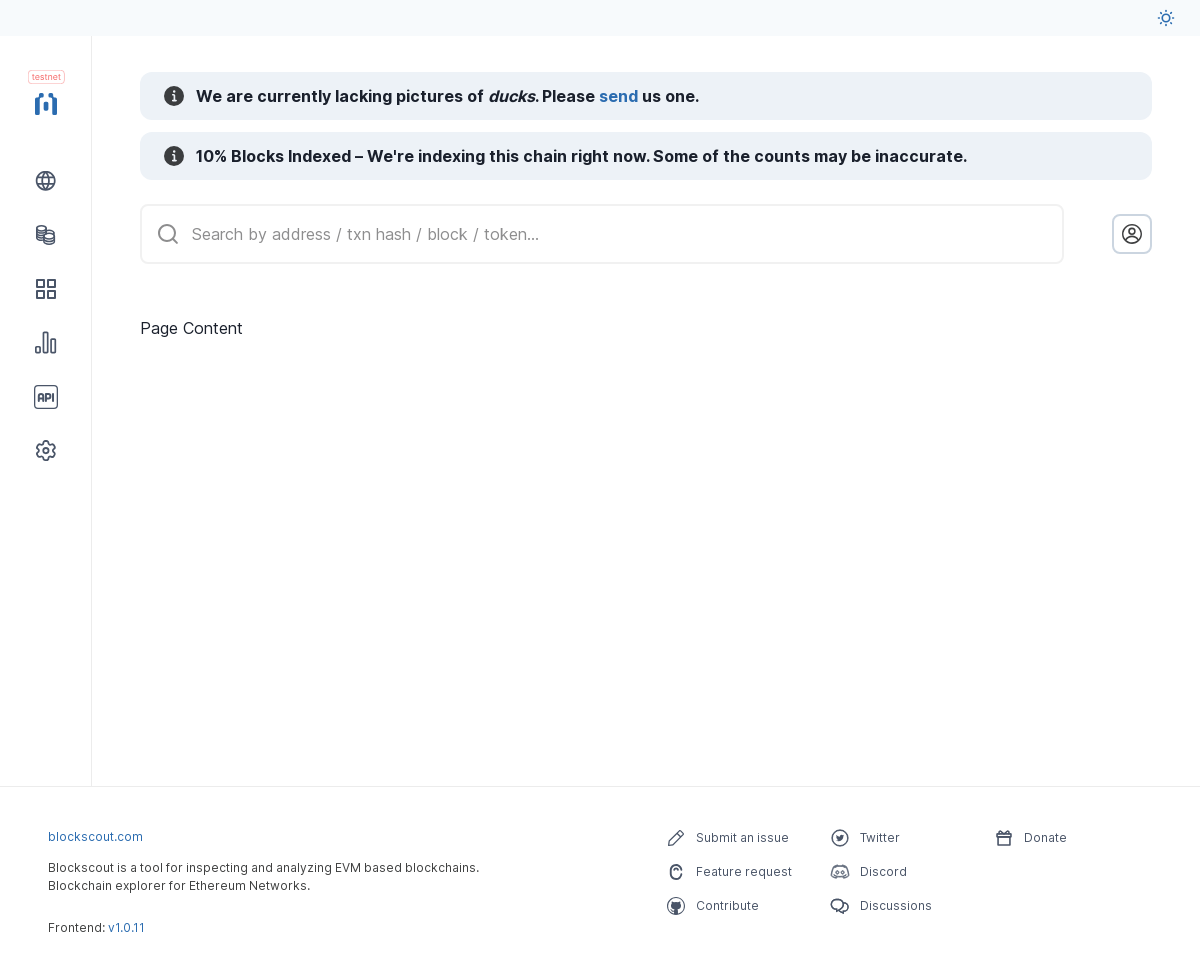 testnet
We are currently lacking pictures of ducks. Please send us one.
10% Blocks Indexed – We're indexing this chain right now. Some of the counts may be inaccurate.
Search by address / txn hash / block / token...
Page Content
API
blockscout.com
Blockscout is a tool for inspecting and analyzing EVM based blockchains.
Blockchain explorer for Ethereum Networks.
Frontend: v1.0.11
Submit an issue
Feature request
Contribute
Twitter
Discord
Discussions
Donate